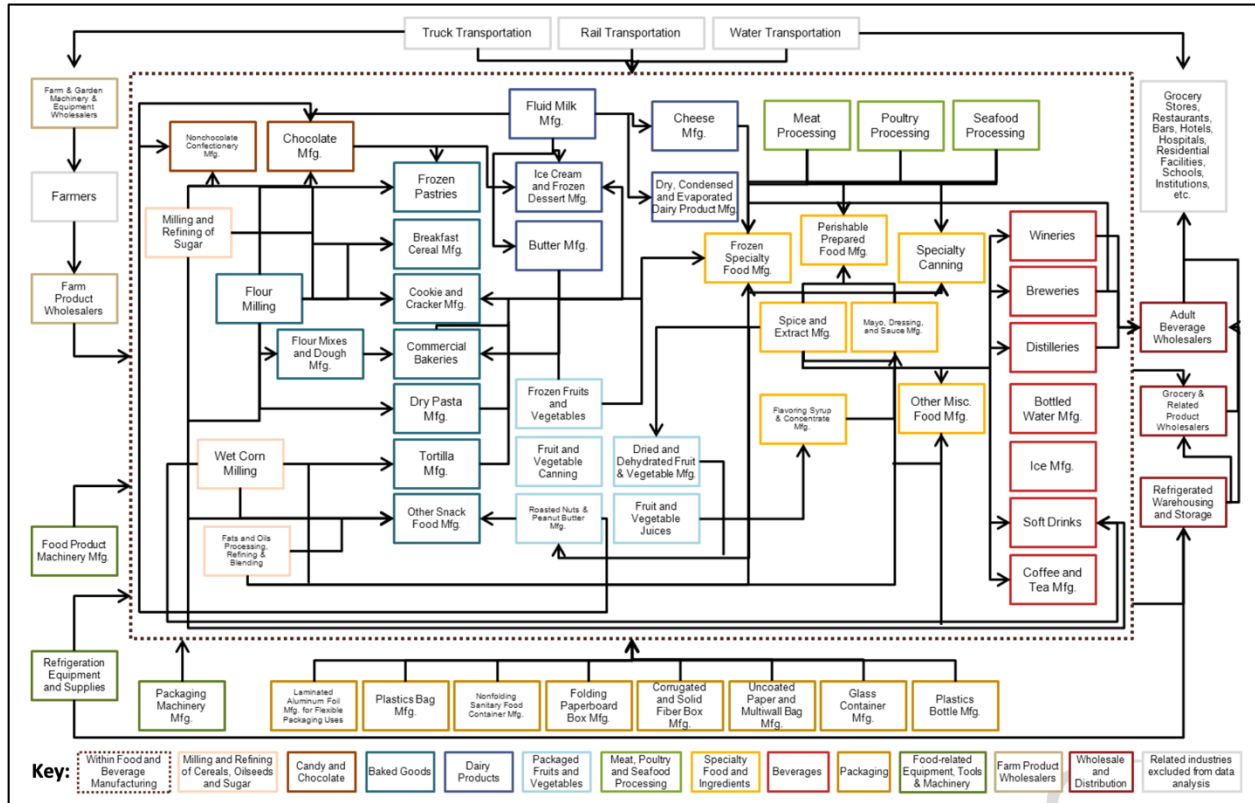 Truck Transportation
Rail Transportation
Water Transportation
Farm & Garden
Machinery &
Equipment
Wholesalers
Farmers
Farm
Product
Wholesalers
Food Product
Machinery Mfg.
Refrigeration
Equipment
and Supplies
Nonchocolate
Confectionery
Mfg.
Chocolate
Mfg.
Milling and
Refining of
Sugar
Flour
Milling
Flour Mixes
and Dough
Mfg.
Wet Corn
Milling
Fats and Oils
Processing,
Refining &
Blending
Frozen
Pastries
Breakfast
Cereal Mfg.
Cookie and
Cracker Mfg.
Commercial
Bakeries
Dry Pasta
Mfg.
Tortilla
Mfg.
Other Snack
Food Mfg.
Fluid Milk
Mfg.
Ice Cream
and Frozen
Dessert Mfg.
Butter Mfg.
Cheese
Mfg.
Dry, Condensed
and Evaporated
Dairy Product Mfg.
Frozen Fruits
and
Vegetables
Fruit and
Vegetable
Canning
Roasted Nuts &
Peanut Butter
Mfg.
Dried and
Dehydrated Fruit
& Vegetable Mfg.
Fruit and
Vegetable
Juices
Meat
Processing
Poultry
Processing
Seafood
Processing
Frozen
Specialty
Food Mfg.
Perishable
Prepared
Food Mfg.
Specialty
Canning
Spice and
Extract Mfg.
Mayo, Dressing,
and Sauce Mfg.
Flavoring Syrup
& Concentrate
Mfg.
Other Misc.
Food Mfg.
Wineries
Breweries
Distilleries
Bottled
Water Mfg.
Ice Mfg.
Soft Drinks
Coffee and
Tea Mfg.
Grocery
Stores,
Restaurants,
Bars, Hotels,
Hospitals,
Residential
Facilities,
Schools,
Institutions,
etc.
Adult
Beverage
Wholesalers
Grocery &
Related
Product
Wholesalers
Refrigerated
Warehousing
and Storage
Packaging
Machinery
Mfg.
Laminated
Aluminum Foil
Mfg. for Flexible
Packaging Uses
Plastics
Bag Mfg.
Nonfolding
Sanitary Food
Container Mfg.
Folding
Paperboard
Box Mfg.
Corrugated
and Solid
Fiber Box
Mfg.
Uncoated
Paper and
Multiwall
Bag Mfg.
Glass
Container
Mfg.
Plastics
Bottle Mfg.
Key:
Within Food and
Beverage
Manufacturing
Milling and Refining
of Cereals, Oilseeds
and Sugar
Candy and
Chocolate
Baked Goods
Dairy
Products
Packaged
Fruits and
Vegetables
Meat, Poultry
and Seafood
Processing
Specialty
Food and
Ingredients
Beverages
Packaging
Food-related
Equipment, Tools
& Machinery
Farm Product
Wholesalers
Wholesale
and
Distribution
Related industries
excluded from data
analysis